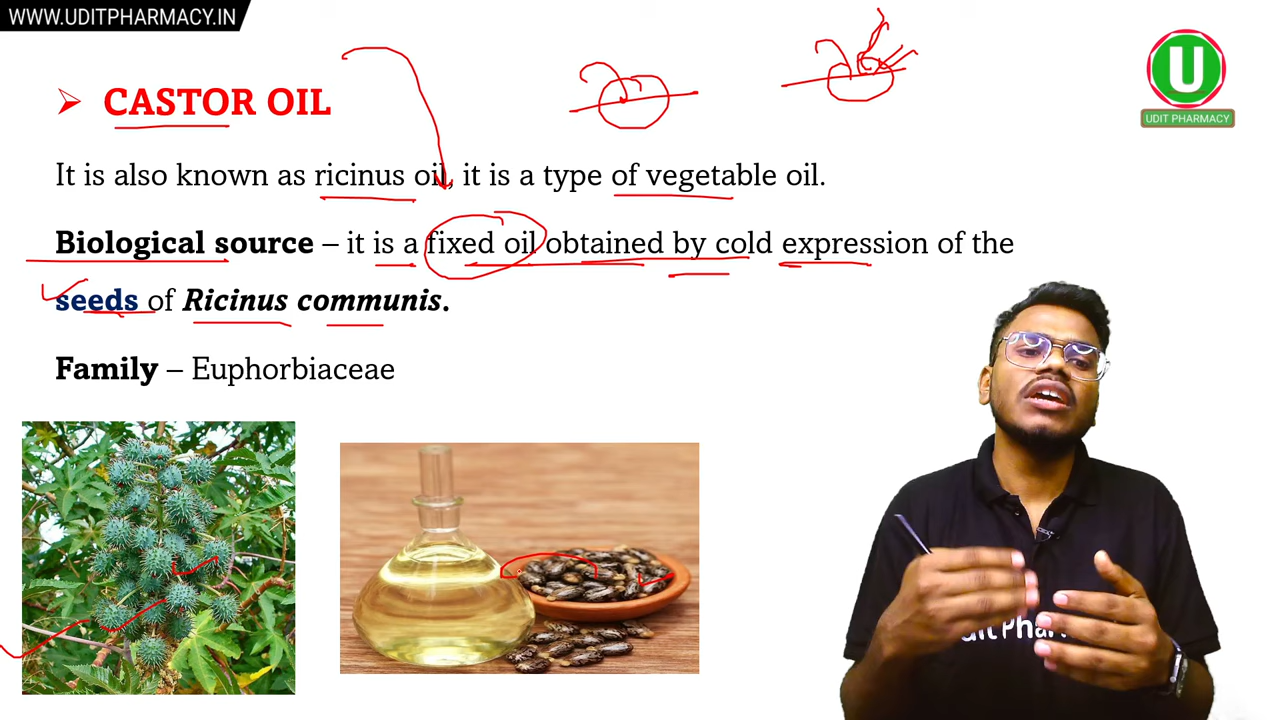 WWW.UDITPHARMACY.IN
➢ CASTOR OIL
U
UDIT PHARMACY
It is also known as ricinus oil, it is a type of vegetable oil.
Biological source – it is a fixed oil obtained by cold expression of the
seeds of Ricinus communis.
Family – Euphorbiaceae